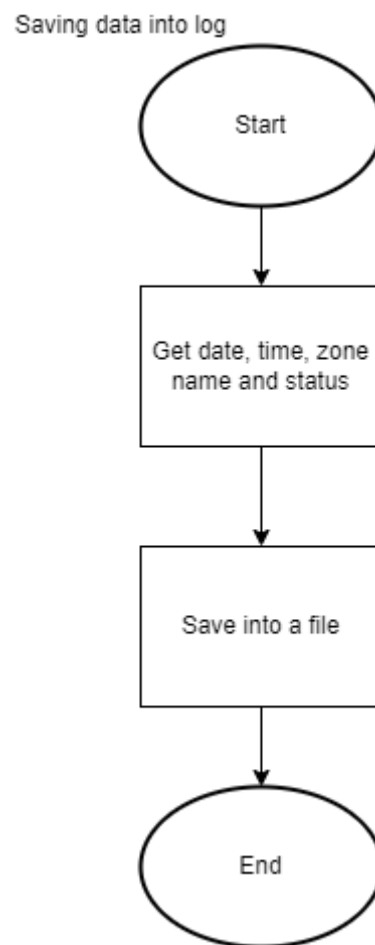 Saving data into log
Start
Get date, time, zone
name and status
Save into a file
End